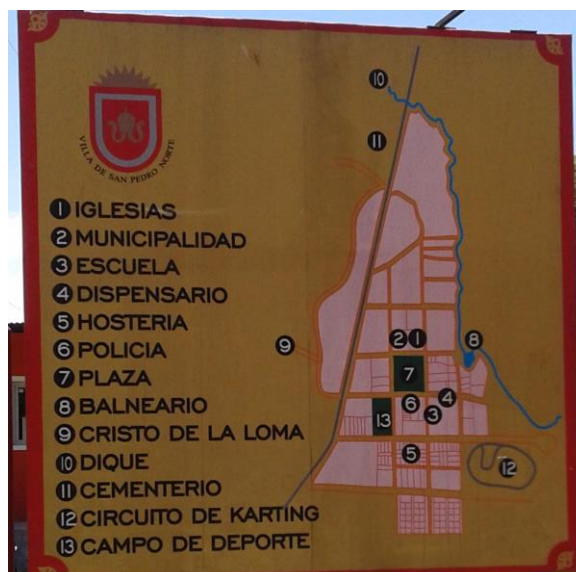 VILLA DE SAN PEDRO NORTE
1 IGLESIAS
2 MUNICIPALIDAD
3 ESCUELA
4 DISPENSARIO
5 HOSTERIA
6 POLICIA
7 PLAZA
8 BALNEARIO
9 CRISTO DE LA LOMA
10 DIQUE
11 CEMENTERIO
12 CIRCUITO DE KARTING
13 CAMPO DE DEPORTE
10
11
2 1
9
8
7
4
6
3
13
5
12